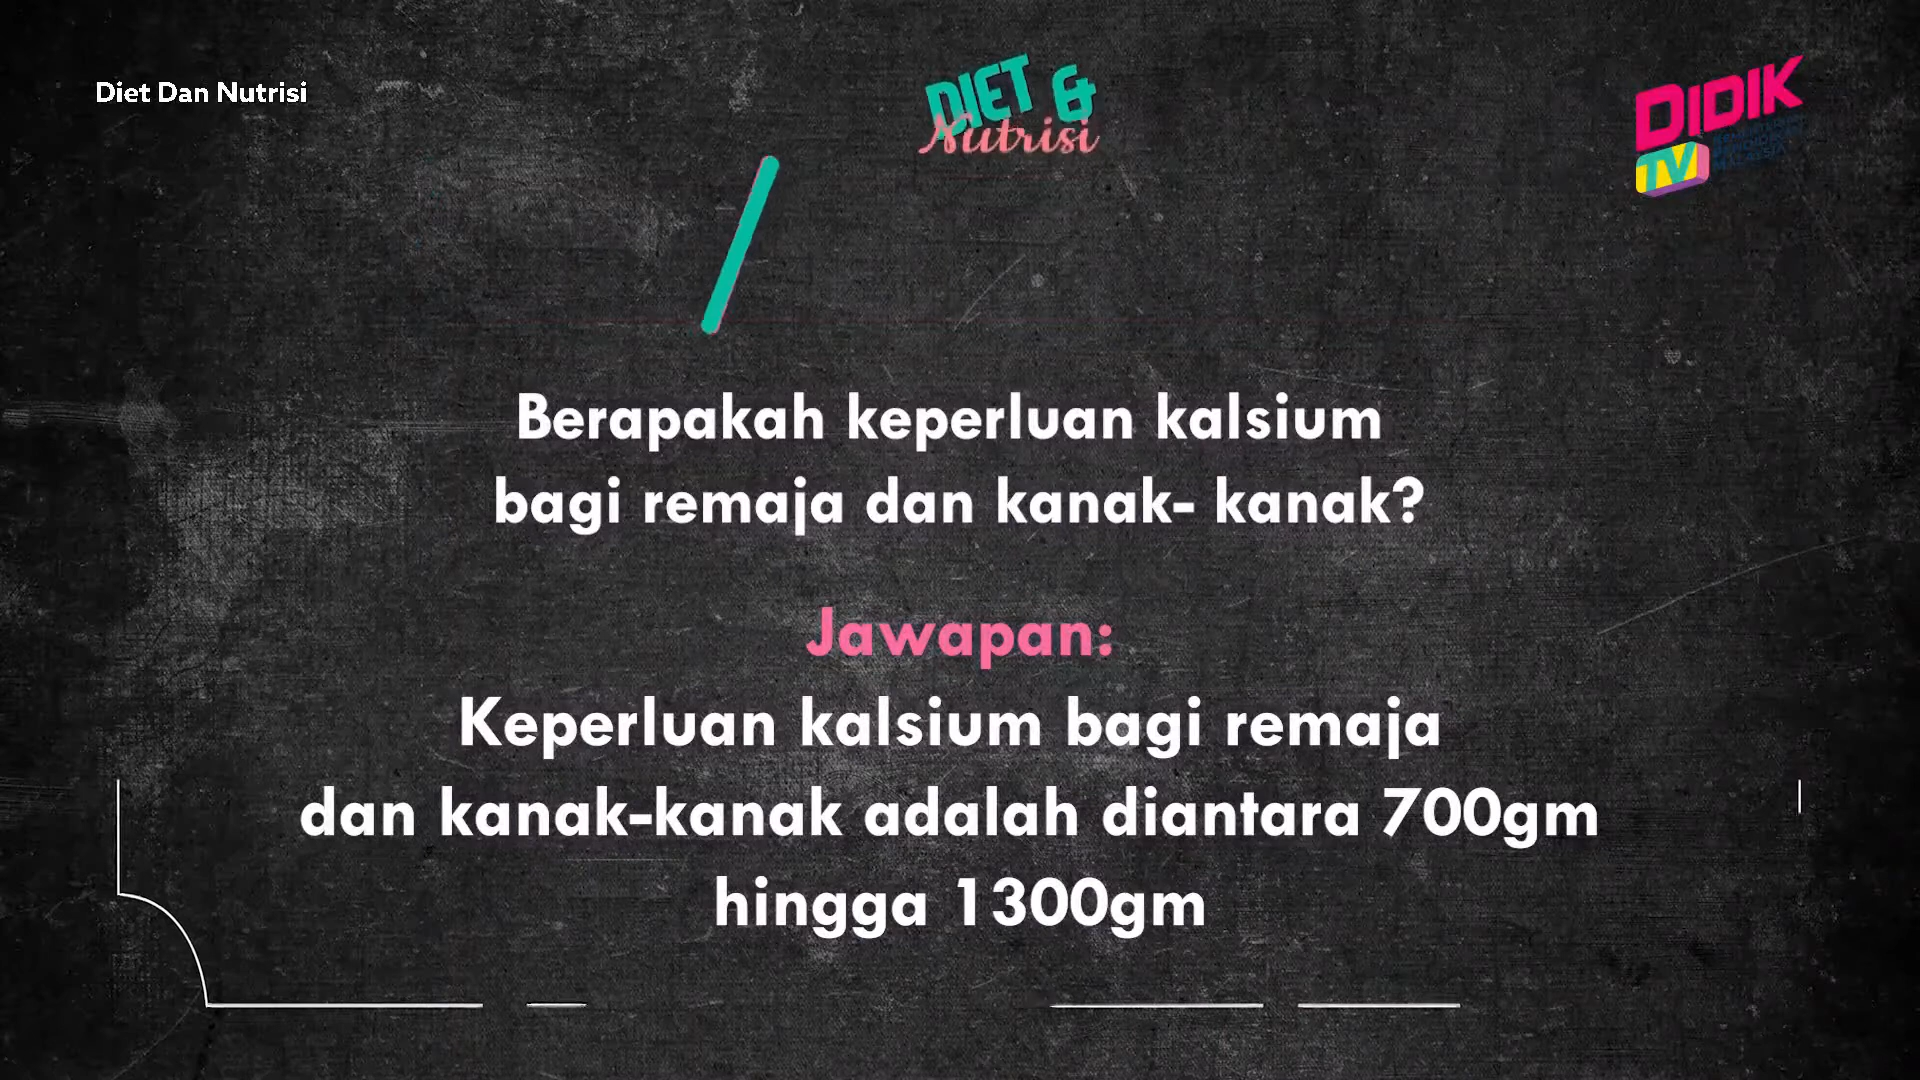 Diet Dan Nutrisi
DIET &
Nutrisi
DIDIK
TV
Berapakah keperluan kalsium
bagi remaja dan kanak- kanak?
Jawapan:
Keperluan kalsium bagi remaja
dan kanak-kanak adalah diantara 700gm
hingga 1300gm